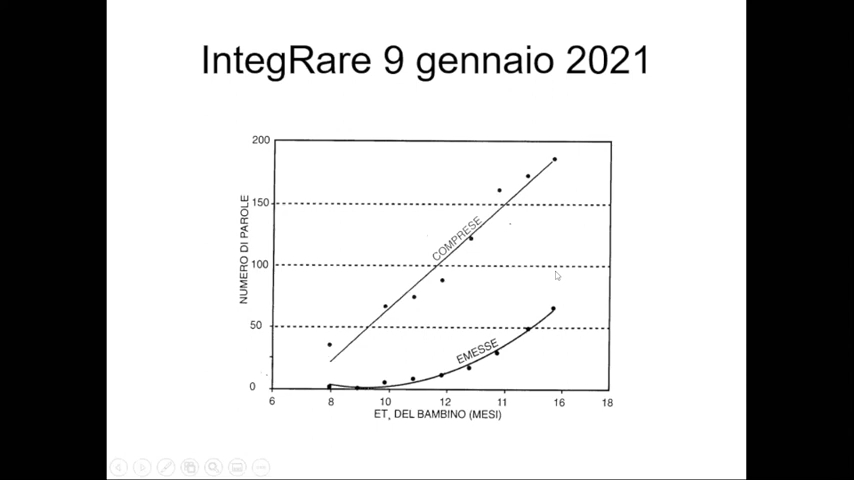 IntegRare 9 gennaio 2021
200
150
100
50
0
NUMERO DI PAROLE
COMPRESE
EMESSE
6 8 10 12 11 16 18
ET, DEL BAMBINO (MESI)